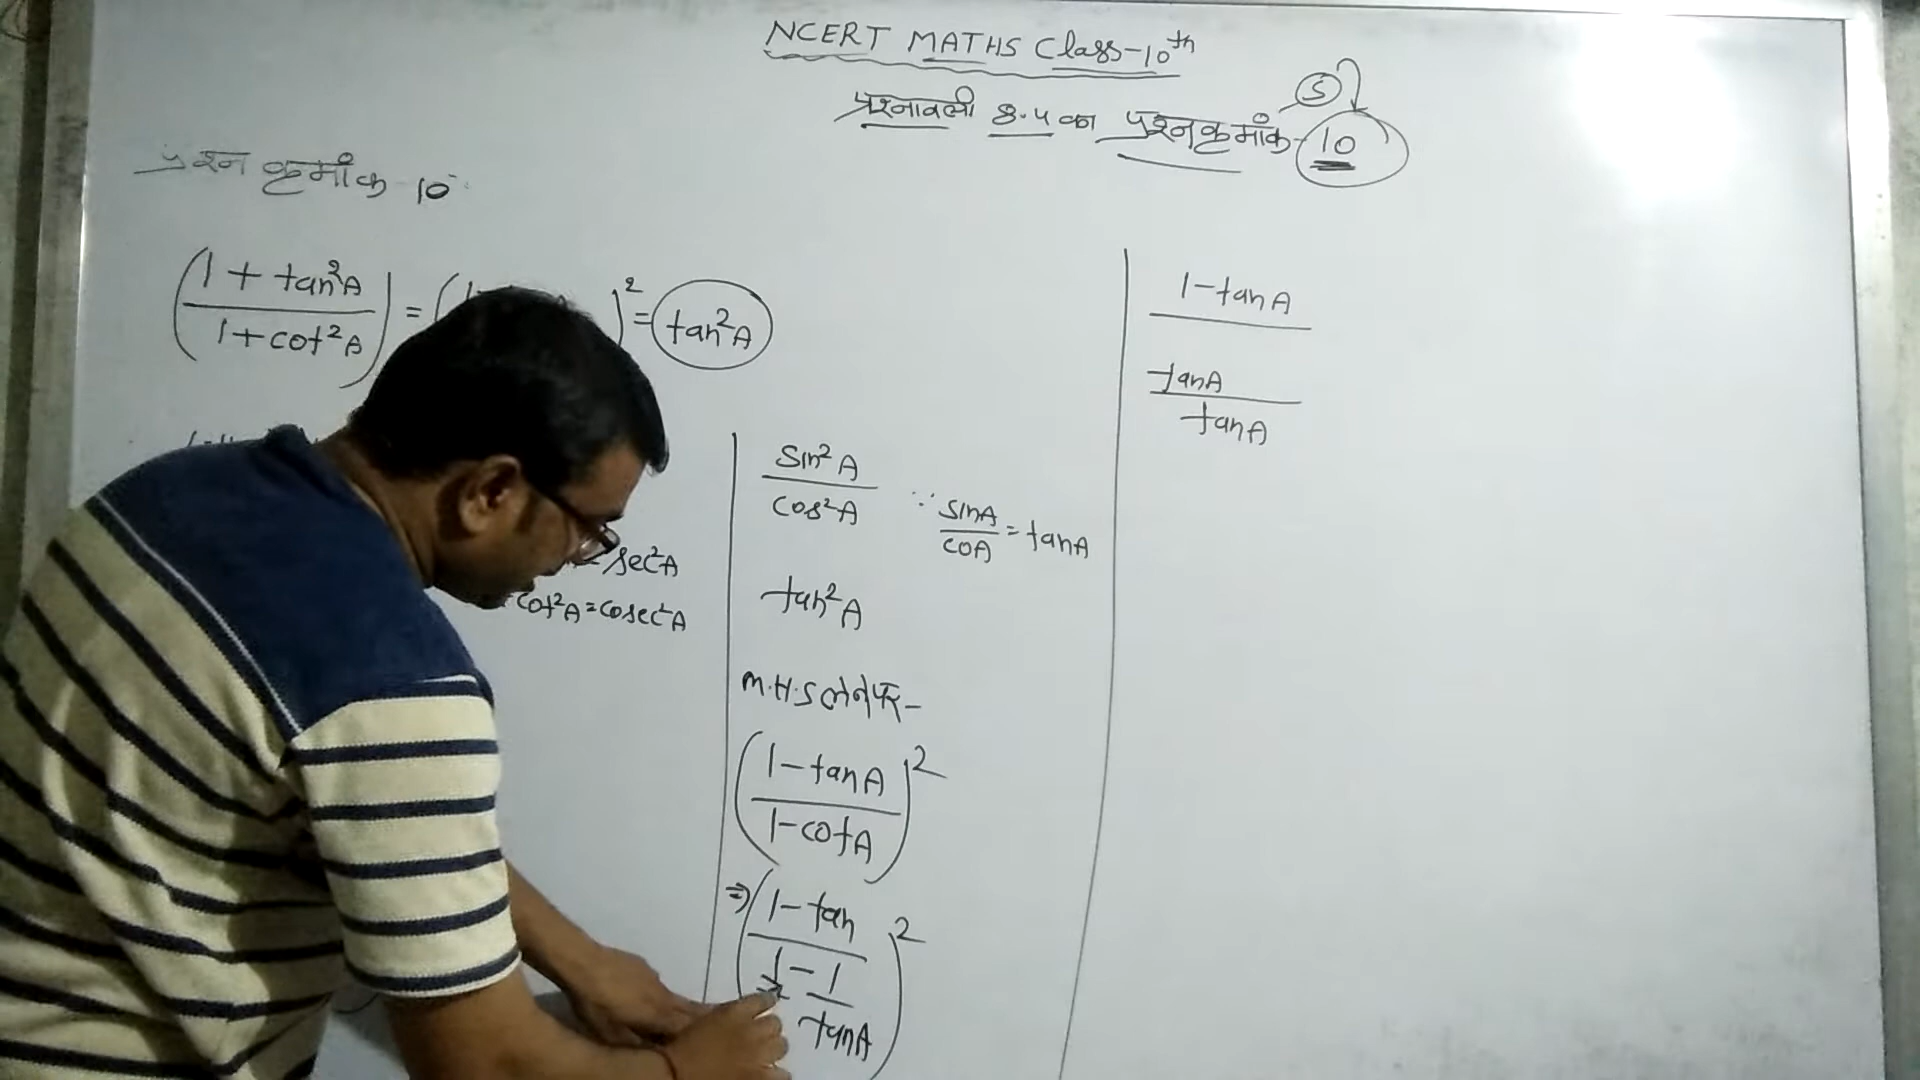 NCERT MATHS Class-10th
5
प्रश्नावली 8.4 का प्रश्न क्रमांक-10
प्रश्न क्रमांक-10
1 + tan²A
1+cot²A
=
2
= tan²A
= sec²A
cot²A = cosec²A
sin²A
cos²A
∵ sinA
coA
= tanA
tan²A
M.H.S लेने पर-
(1-tanA
1-cotA)²
⇒ (1-tan
1 - 1
tanA)²
1-tanA
tanA
tanA